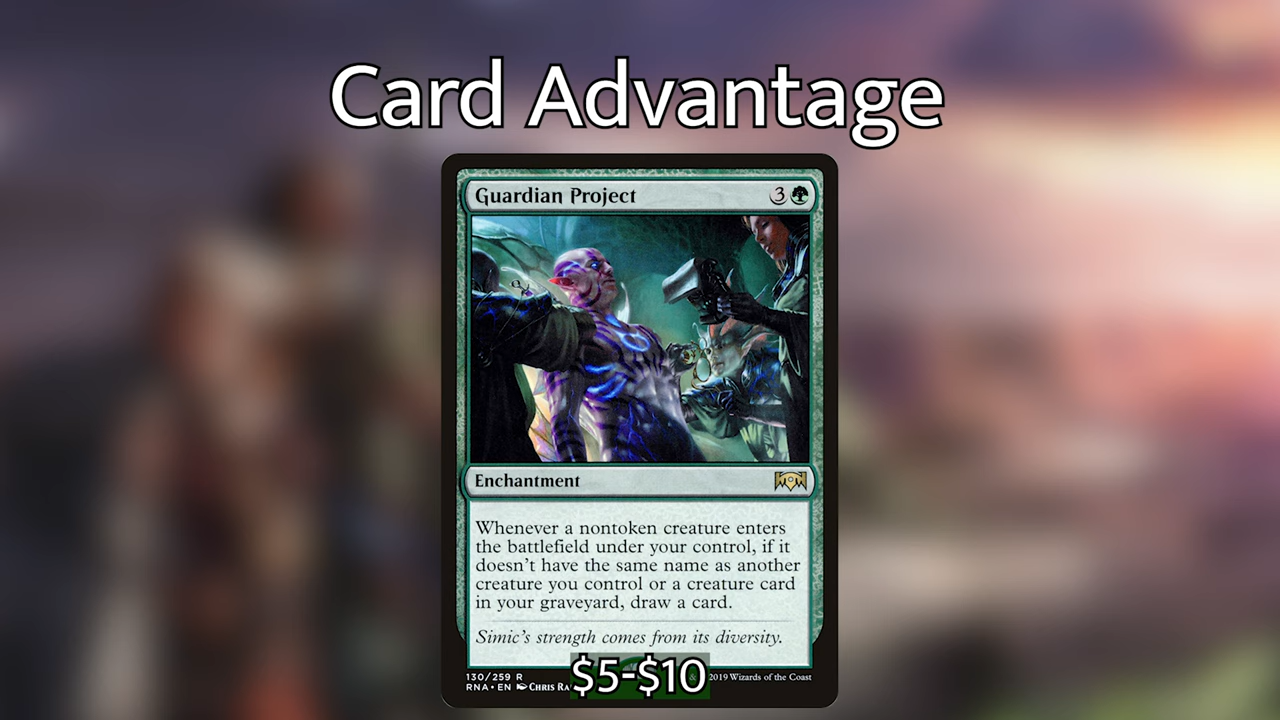 Card Advantage
Guardian Project 3
Enchantment
Whenever a nontoken creature enters
the battlefield under your control, if it
doesn't have the same name as another
creature you control or a creature card
in your graveyard, draw a card.
Simic's strength comes from its diversity.
$5-$10
130/259 R
RNA • EN CHRIS RA
& 2019 Wizards of the Coast